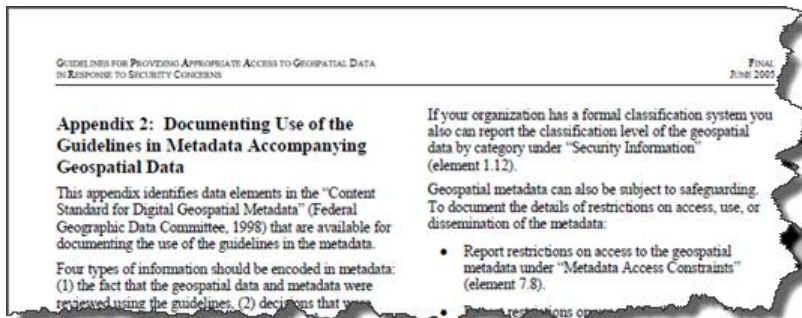 GUIDELINES FOR PROVIDING APPROPRIATE ACCESS TO GEOSPATIAL DATA
IN RESPONSE TO SECURITY CONCERNS
FINAL
JUNE 2005
Appendix 2: Documenting Use of the
Guidelines in Metadata Accompanying
Geospatial Data
This appendix identifies data elements in the “Content
Standard for Digital Geospatial Metadata” (Federal
Geographic Data Committee, 1998) that are available for
documenting the use of the guidelines in the metadata.
Four types of information should be encoded in metadata:
(1) the fact that the geospatial data and metadata were
reviewed using the guidelines, (2) decisions that were
If your organization has a formal classification system you
also can report the classification level of the geospatial
data by category under “Security Information”
(element 1.12).
Geospatial metadata can also be subject to safeguarding.
To document the details of restrictions on access, use, or
dissemination of the metadata:
• Report restrictions on access to the geospatial
metadata under “Metadata Access Constraints”
(element 7.8).
• Report restrictions on